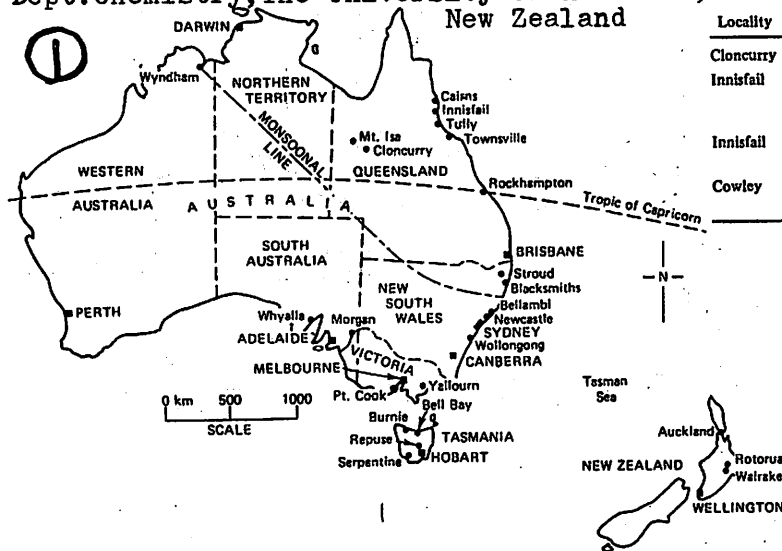 New Zealand
DARWIN
①
Wyndham
NORTHERN
TERRITORY
MONSOONAL
LINE
Cairns
Innisfail
Tully
Townsville
Mt. Isa
Cloncurry
WESTERN
AUSTRALIA
QUEENSLAND
Rockhampton
AUSTRALIA
Tropic of Capricorn
SOUTH
AUSTRALIA
BRISBANE
Stroud
Blacksmiths
N
NEW
SOUTH
WALES
Bellambi
Newcastle
SYDNEY
Wollongong
CANBERRA
PERTH
Whyalla
Morgan
ADELAIDE
VICTORIA
MELBOURNE
Yallourn
Pt. Cook
Bell Bay
0 km 500 1000
SCALE
Burnie
Repuse
TASMANIA
Serpentine
HOBART
Tasman
Sea
Auckland
NEW ZEALAND
Rotorua
Wairake
WELLINGTON
Locality
Cloncurry
Innisfail
Innisfail
Cowley